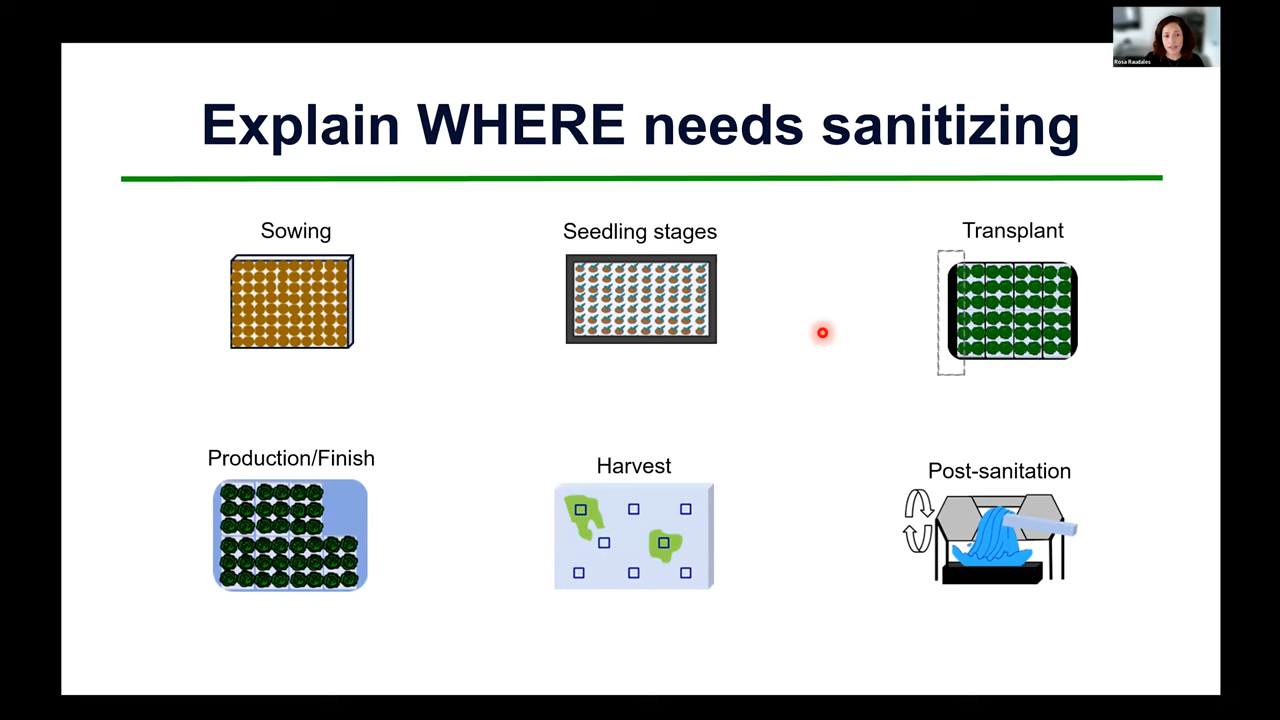 Rosa Raudales
Explain WHERE needs sanitizing
Sowing
Seedling stages
Transplant
Production/Finish
Harvest
Post-sanitation